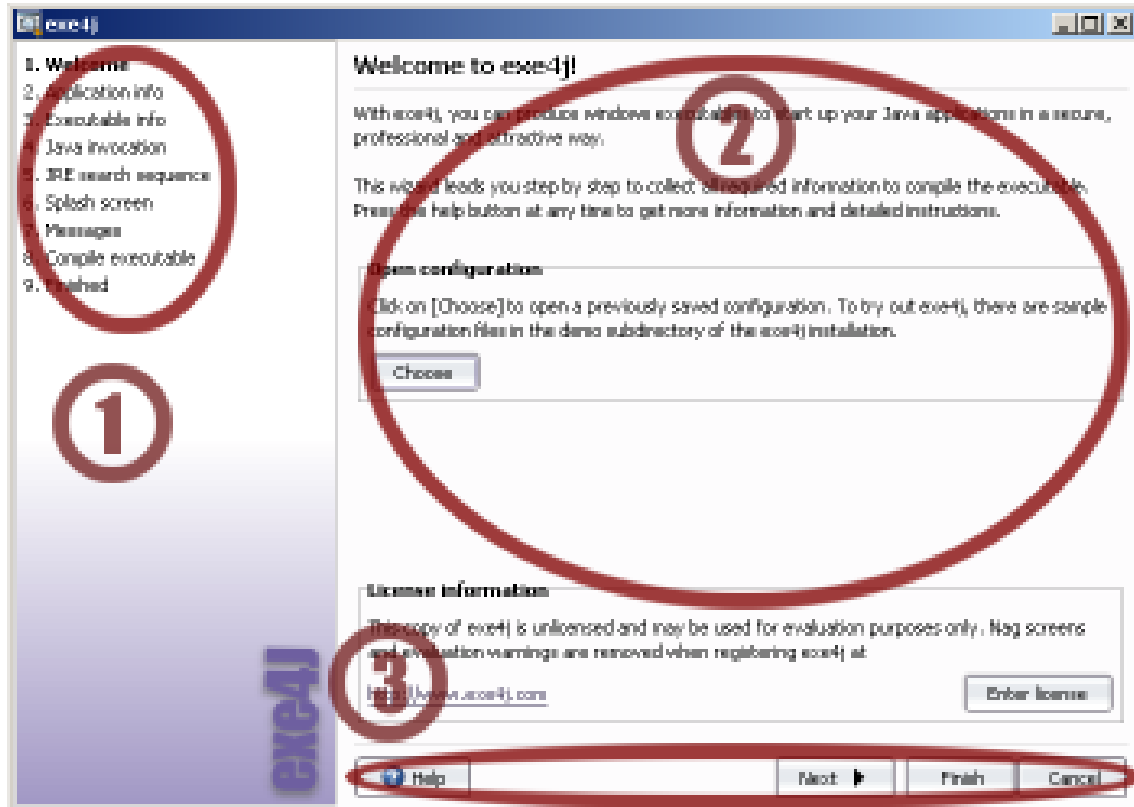 exe4j
1. Welcome
2. Application info
3. Executable info
4. Java invocation
5. JRE search sequence
6. Splash screen
7. Messages
8. Compile executable
9. Finished
1
exe4J
Welcome to exe4j!
With exe4j, you can produce windows executables to start up your Java applications in a secure,
professional and attractive way.
2
This wizard leads you step by step to collect all required information to compile the executable.
Press the help button at any time to get more information and detailed instructions.
Open configuration
Click on [Choose] to open a previously saved configuration. To try out exe4j, there are sample
configuration files in the demo subdirectory of the exe4j installation.
Choose
License information
This copy of exe4j is unlicensed and may be used for evaluation purposes only. Nag screens
and evaluation warnings are removed when registering exe4j at
http://www.exe4j.com
3
Enter license
Help
Next
Finish
Cancel